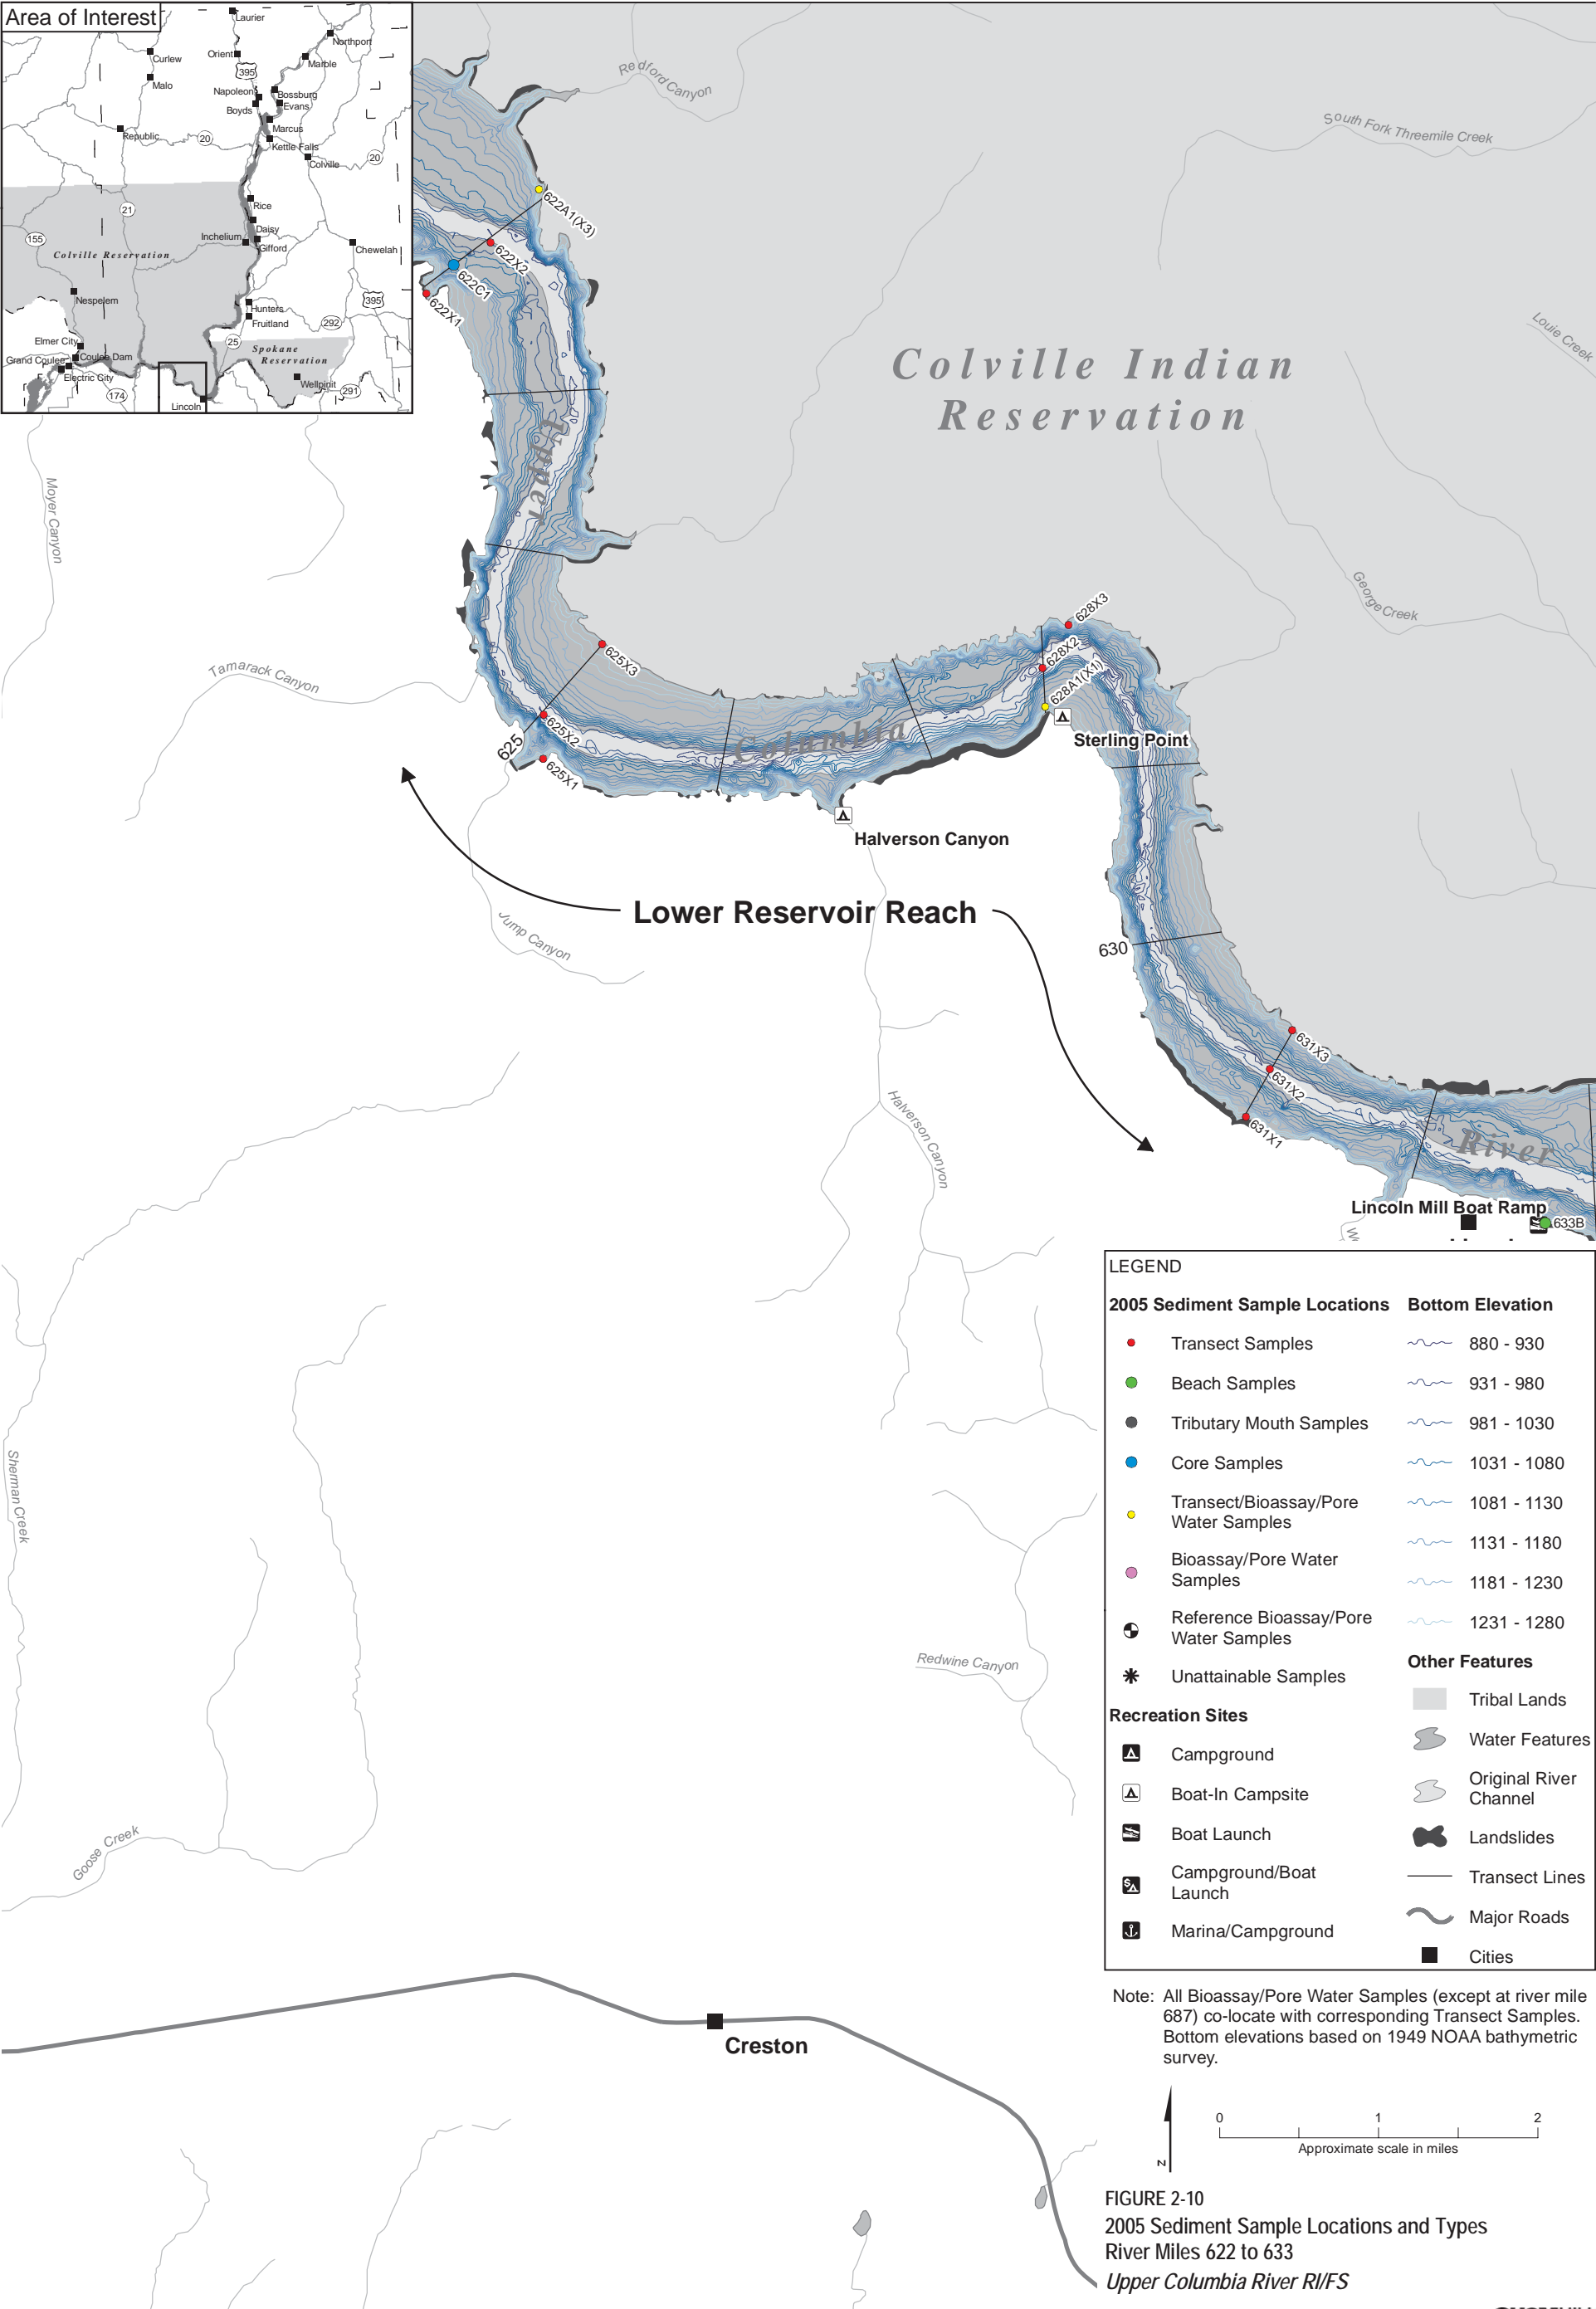 Area of Interest
Laurier
Northport
Curlew
Orient
Marble
395
Malo
Napoleon
Bossburg
Boyds
Evans
Marcus
Republic
20
Kettle Falls
Colville
20
Rice
21
Daisy
155
Inchelium
Gifford
Chewelah
Colville Reservation
Nespelem
Hunters
395
Fruitland
292
25
Elmer City
Spokane
Reservation
Grand Coulee
Coulee Dam
Electric City
Wellpinit
291
174
Lincoln
Redford Canyon
South Fork Threemile Creek
Louie Creek
George Creek
Colville Indian
Reservation
622A1(X3)
622X2
622C1
622X1
Upper
Moyer Canyon
Tamarack Canyon
625X3
625X2
625
625X1
628X3
628X2
628A1(X1)
Columbia
Sterling Point
Halverson Canyon
Lower Reservoir Reach
Jump Canyon
630
631X3
631X2
631X1
Halverson Canyon
River
Lincoln Mill Boat Ramp
633B
Sherman Creek
Goose Creek
Redwine Canyon
Creston
LEGEND
2005 Sediment Sample Locations
Transect Samples
Beach Samples
Tributary Mouth Samples
Core Samples
Transect/Bioassay/Pore
Water Samples
Bioassay/Pore Water
Samples
Reference Bioassay/Pore
Water Samples
Unattainable Samples
Recreation Sites
Campground
Boat-In Campsite
Boat Launch
Campground/Boat
Launch
Marina/Campground
Bottom Elevation
880 - 930
931 - 980
981 - 1030
1031 - 1080
1081 - 1130
1131 - 1180
1181 - 1230
1231 - 1280
Other Features
Tribal Lands
Water Features
Original River
Channel
Landslides
Transect Lines
Major Roads
Cities
Note: All Bioassay/Pore Water Samples (except at river mile
687) co-locate with corresponding Transect Samples.
Bottom elevations based on 1949 NOAA bathymetric
survey.
N
0 1 2
Approximate scale in miles
FIGURE 2-10
2005 Sediment Sample Locations and Types
River Miles 622 to 633
Upper Columbia River RI/FS